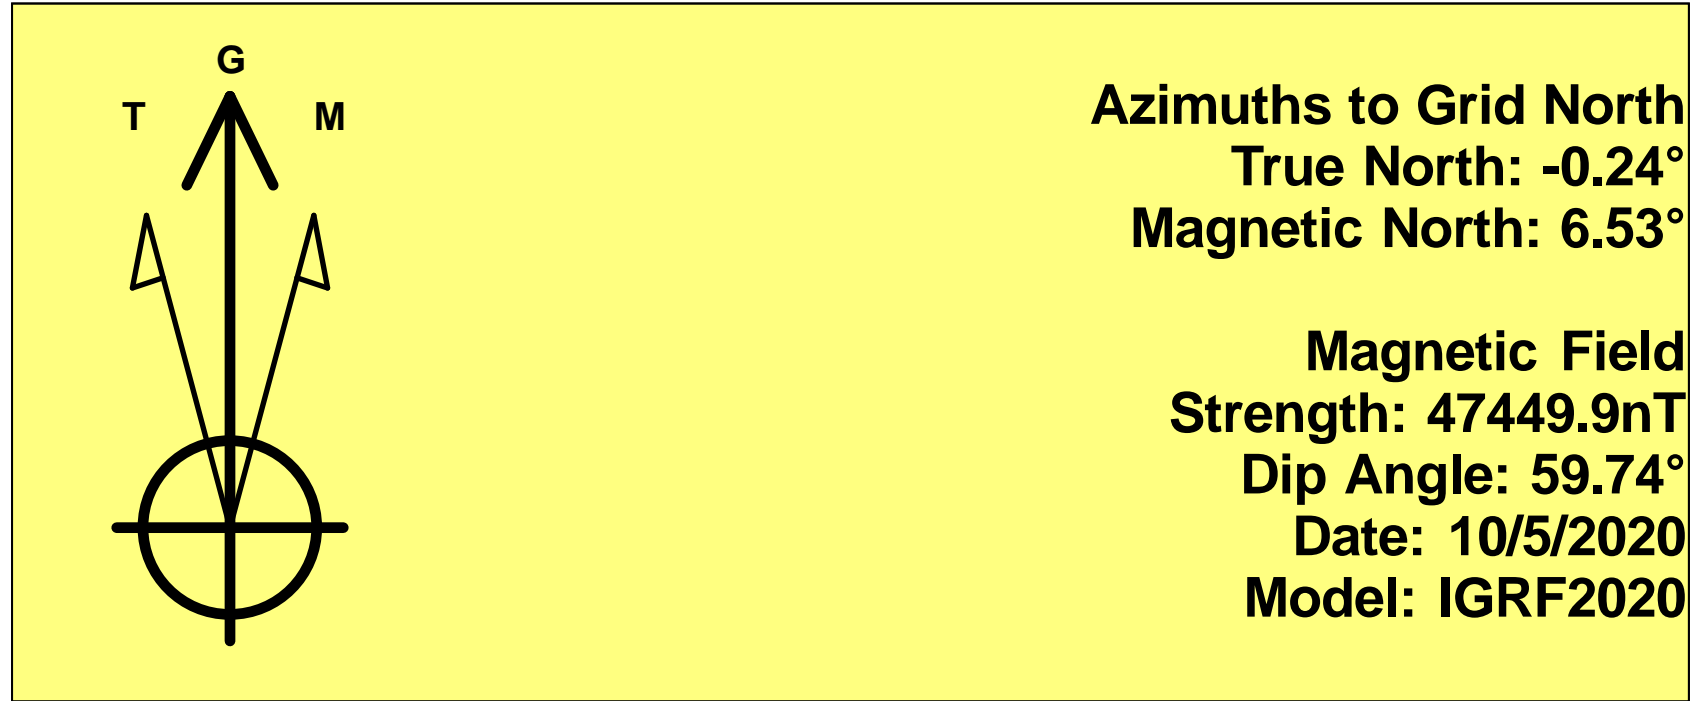 G
T M
Azimuths to Grid North
True North: -0.24°
Magnetic North: 6.53°
Magnetic Field
Strength: 47449.9nT
Dip Angle: 59.74°
Date: 10/5/2020
Model: IGRF2020